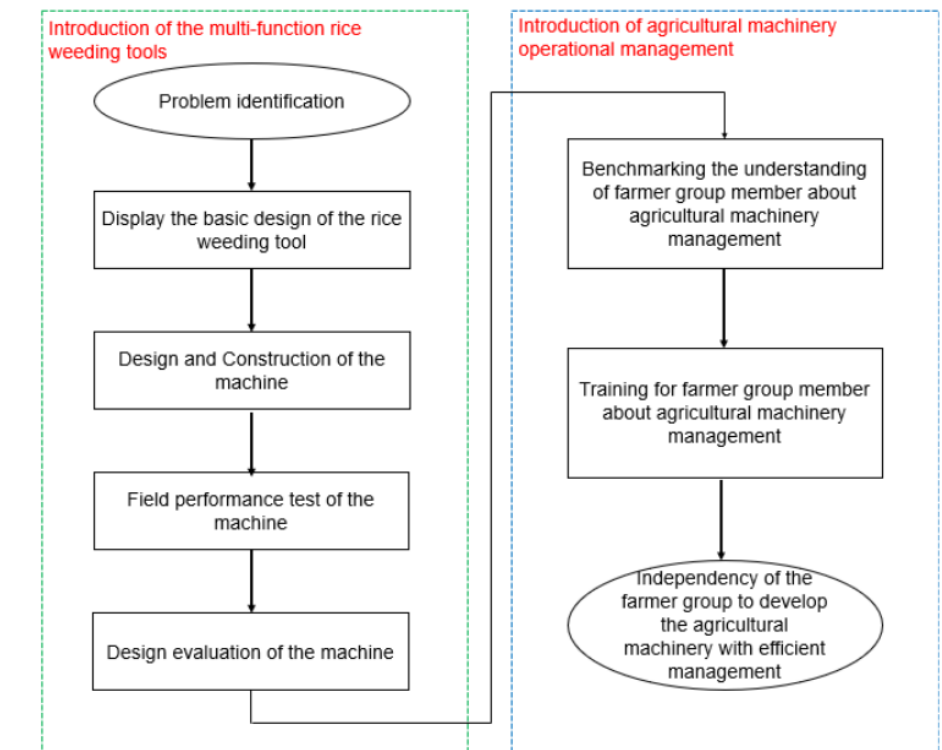 Introduction of the multi-function rice
weeding tools
Problem identification
Display the basic design of the rice
weeding tool
Design and Construction of the
machine
Field performance test of the
machine
Design evaluation of the machine
Introduction of agricultural machinery
operational management
Benchmarking the understanding
of farmer group member about
agricultural machinery
management
Training for farmer group member
about agricultural machinery
management
Independency of the
farmer group to develop
the agricultural
machinery with efficient
management